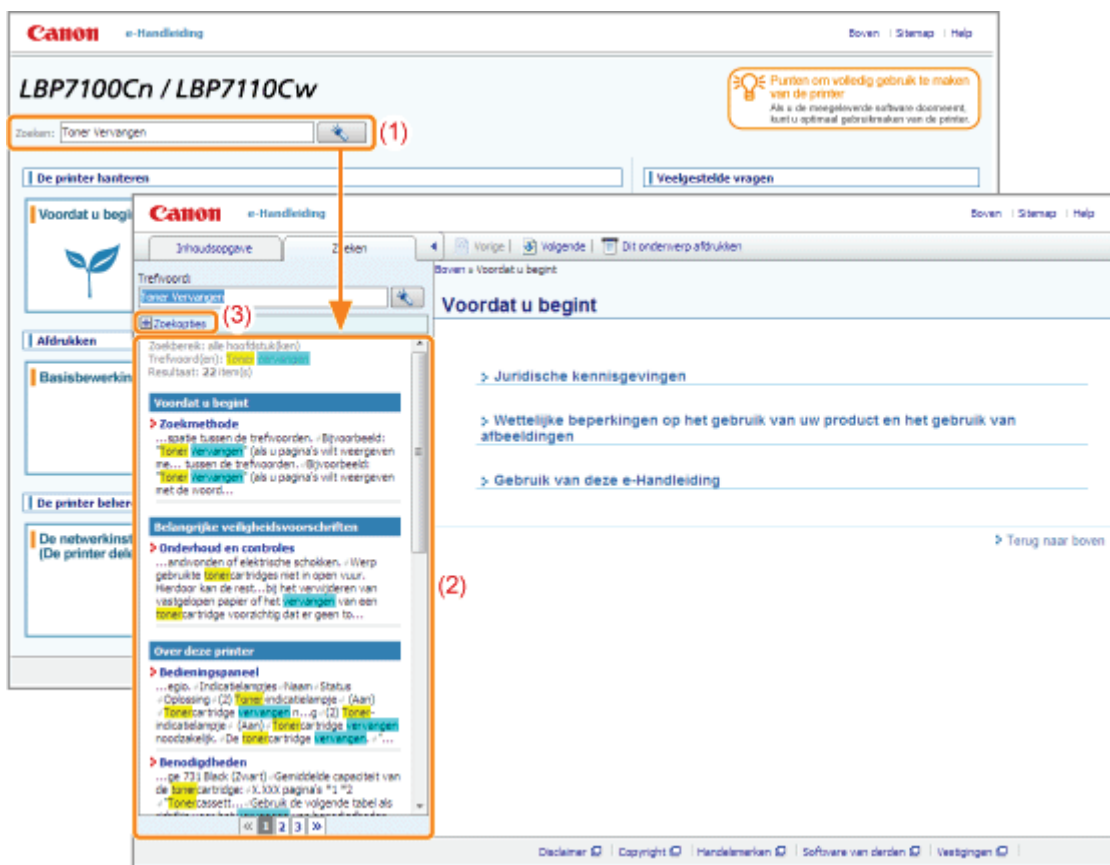 Canon e-Handleiding Boven Sitemap Help
LBP7100Cn / LBP7110Cw
Punten om volledig gebruik te maken
van de printer
Als u de meegeleverde software doorneemt,
kunt u optimaal gebruikmaken van de printer.
Zoeken: Toner Vervangen (1)
De printer hanteren Veelgestelde vragen
Voordat u begi
Afdrukken
Basisbewerkin
De printer beher
De netwerkinst
(De printer dele
Canon e-Handleiding Boven Sitemap Help
Inhoudsopgave Zoeken Vorige Volgende Dit onderwerp afdrukken
Trefwoord:
Toner Vervangen
Zoekopties (3)
Zoekbereik: alle hoofdstuk(ken)
Trefwoord(en): Toner vervangen
Resultaat: 22 item(s)
Voordat u begint
Zoekmethode
...spatie tussen de trefwoorden. Bijvoorbeeld:
"Toner Vervangen" (als u pagina's wilt weergeven
me... tussen de trefwoorden. Bijvoorbeeld:
"Toner Vervangen" (als u pagina's wilt weergeven
met de woord...
Belangrijke veiligheidsvoorschriften
Onderhoud en controles
...andwonden of elektrische schokken. Werp
gebruikte tonercartridges niet in open vuur.
Hierdoor kan de rest...bij het verwijderen van
vastgelopen papier of het vervangen van een
tonercartridge voorzichtig dat er geen to...
Over deze printer
Bedieningspaneel
...egio. Indicatielampjes Naam Status
Oplossing (2) Toner-indicatielampje (Aan)
Tonercartridge vervangen n...g (2) Toner-
indicatielampje (Aan) Tonercartridge vervangen
noodzakelijk. De tonercartridge vervangen. "...
Benodigdheden
...ge 731 Black (Zwart) Gemiddelde capaciteit van
de tonercartridge: X.XXX pagina's *1 *2
"Tonercassett... Gebruik de volgende tabel als
« 1 2 3 »
(2)
Boven » Voordat u begint
Voordat u begint
Juridische kennisgevingen
Wettelijke beperkingen op het gebruik van uw product en het gebruik van
afbeeldingen
Gebruik van deze e-Handleiding
Terug naar boven
Disclaimer Copyright Handelsmerken Software van derden Vestigingen